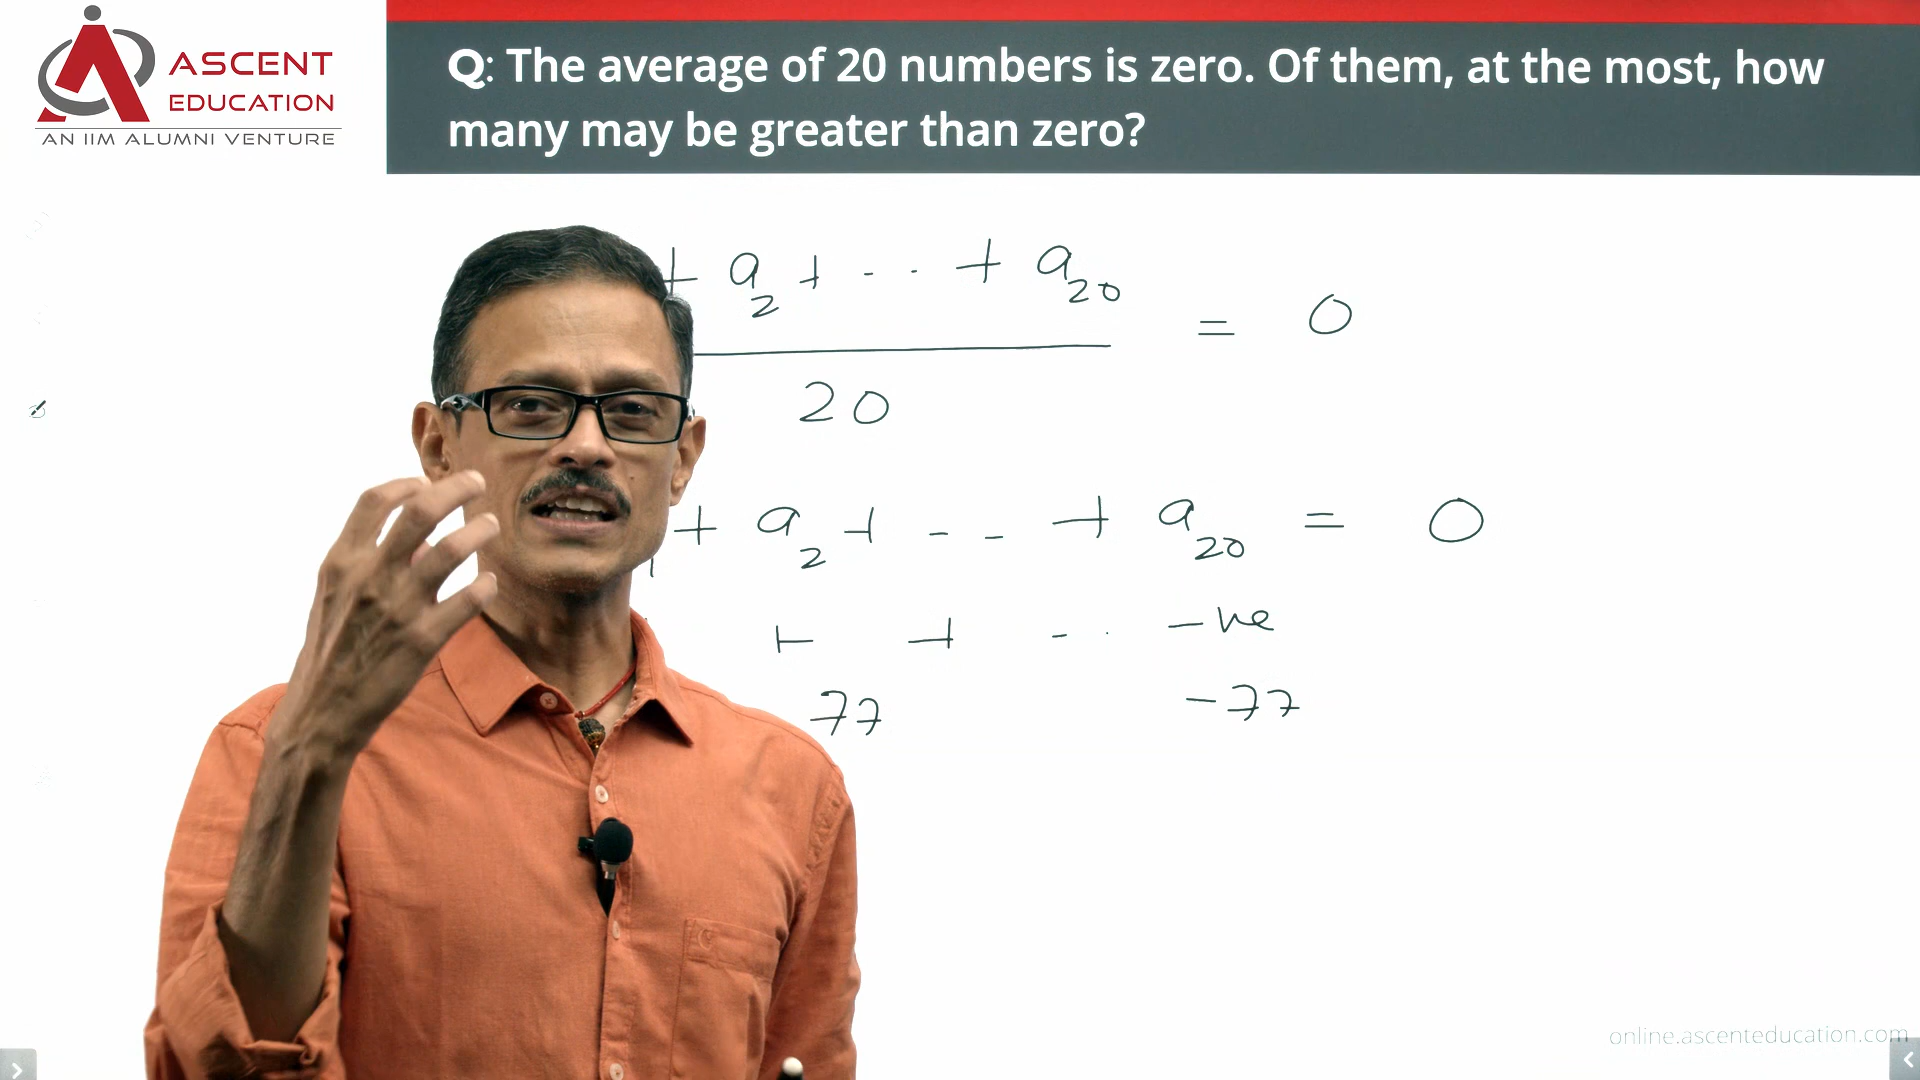 ASCENT
EDUCATION
AN IIM ALUMNI VENTURE
Q: The average of 20 numbers is zero. Of them, at the most, how
many may be greater than zero?
+ a2 + - . . + a20
= 0
20
+ a2 + - - + a20 = 0
+ + - . -ve
77 -77
online.ascenteducation.com